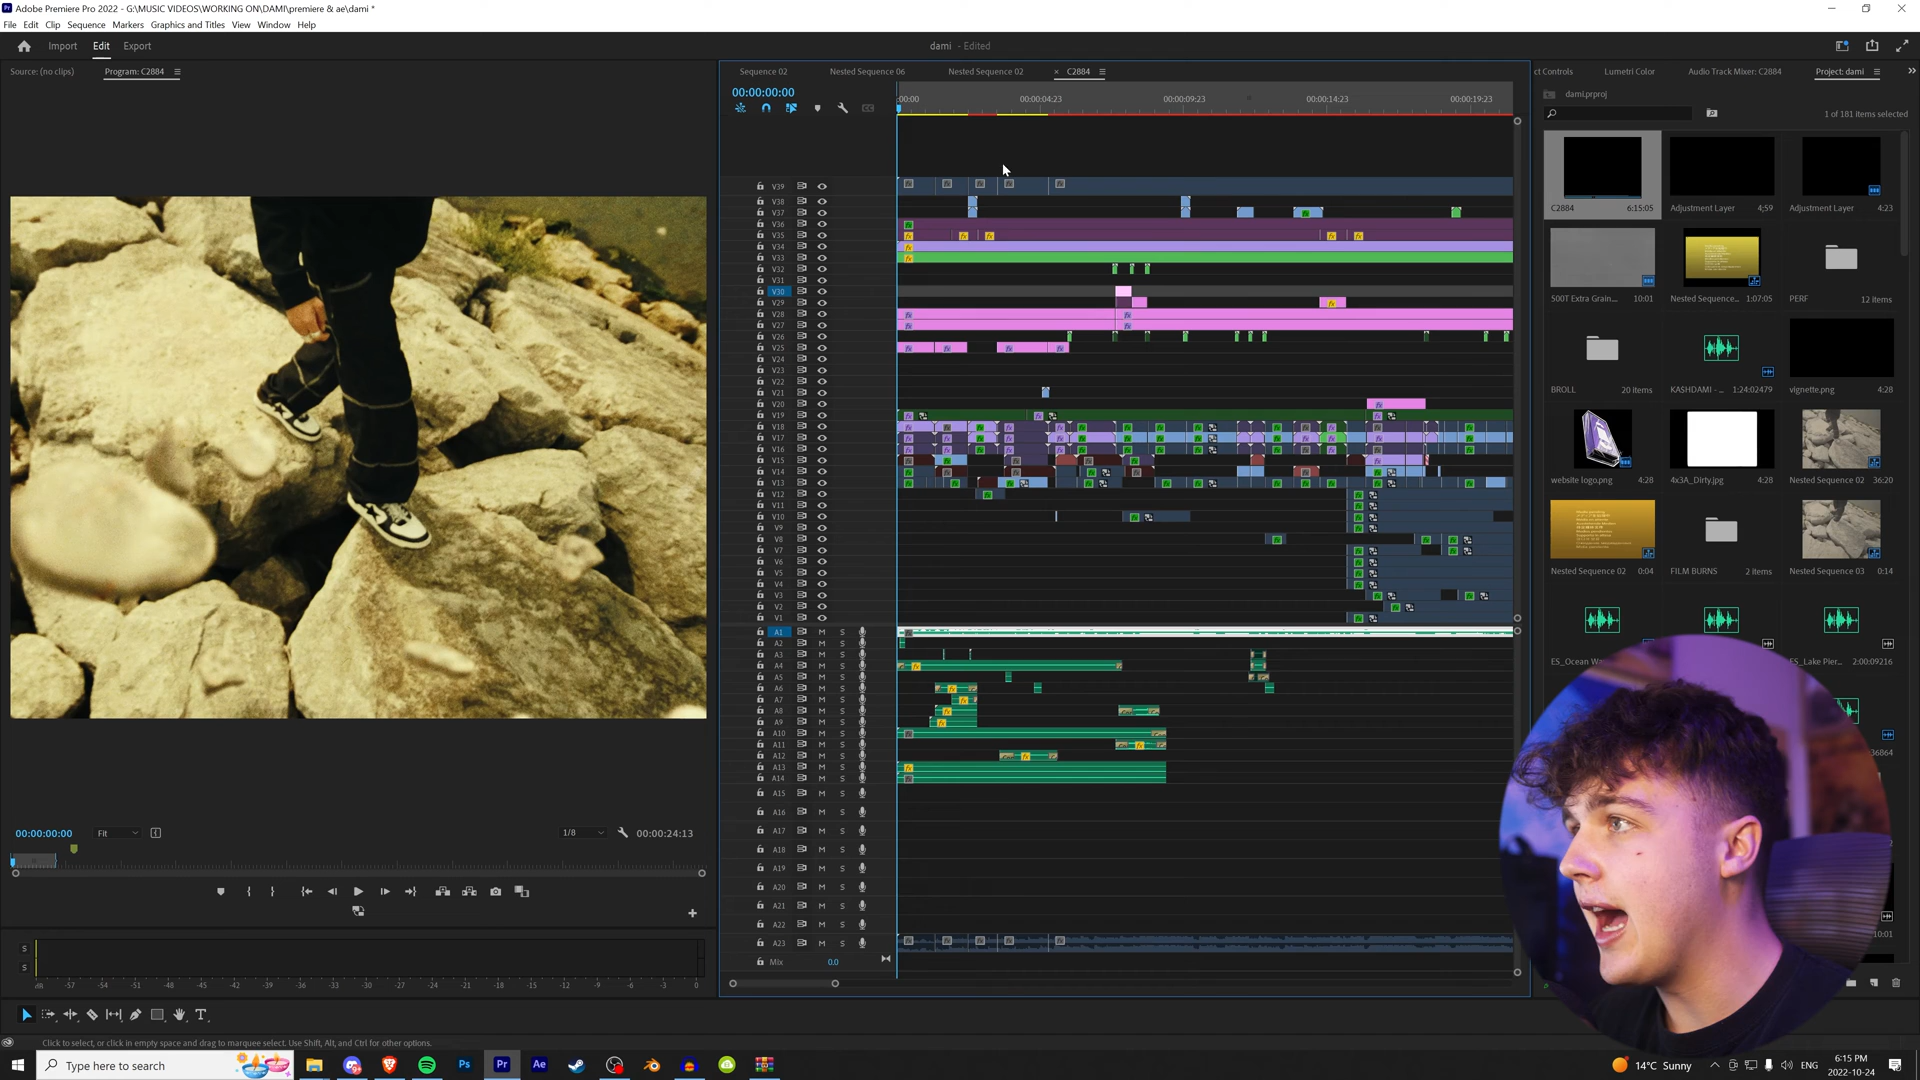 Adobe Premiere Pro 2022 - G:\MUSIC VIDEOS\WORKING ON\DAMI\premiere & ae\dami *
File Edit Clip Sequence Markers Graphics and Titles View Window Help
Import Edit Export
dami - Edited
Source: (no clips) Program: C2884
Sequence 02 Nested Sequence 06 Nested Sequence 02 × C2884
ct Controls Lumetri Color Audio Track Mixer: C2884 Project: dami
00:00:00:00
:00:00 00:00:04:23 00:00:09:23 00:00:14:23 00:00:19:23
dami.prproj
1 of 181 items selected
C2884 6:15:05 Adjustment Layer 4;59 Adjustment Layer 4:23
S00T Extra Grain... 10:01 Nested Sequence... 1:07:05 PERF 12 items
BROLL 20 items KASHDAMI - ... 1:24:02479 vignette.png 4:28
website logo.png 4:28 4x3A_Dirty.jpg 4:28 Nested Sequence 02 36:20
Nested Sequence 02 0:04 FILM BURNS 2 items Nested Sequence 03 0:14
ES_Ocean W... ES_Lake Pier... 2:00:09216
36864
10:01
V39
V38
V37
V36
V35
V34
V33
V32
V31
V30
V29
V28
V27
V26
V25
V24
V23
V22
V21
V20
V19
V18
V17
V16
V15
V14
V13
V12
V11
V10
V9
V8
V7
V6
V5
V4
V3
V2
V1
A1 M S
A2 M S
A3 M S
A4 M S
A5 M S
A6 M S
A7 M S
A8 M S
A9 M S
A10 M S
A11 M S
A12 M S
A13 M S
A14 M S
A15 M S
A16 M S
A17 M S
A18 M S
A19 M S
A20 M S
A21 M S
A22 M S
A23 M S
Mix 0.0
00:00:00:00 Fit 1/8 00:00:24:13
S
S
dB -57 -54 -51 -48 -45 -42 -39 -36 -33 -30 -27 -24 -21 -18 -15 -12 -9 -6 -3 0
Click to select, or click in empty space and drag to marquee select. Use Shift, Alt, and Ctrl for other options.
Type here to search
Ps Pr Ae
14°C Sunny ENG
6:15 PM
2022-10-24